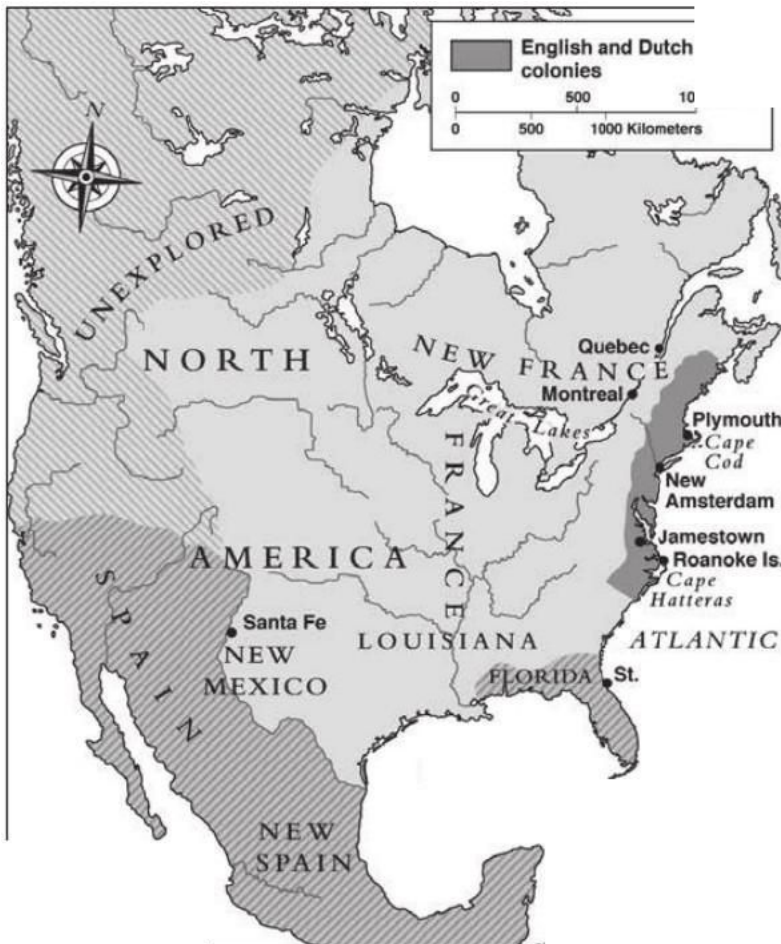 English and Dutch
colonies
0 500 10
0 500 1000 Kilometers
N
UNEXPLORED
NORTH
AMERICA
NEW FRANCE
Quebec
Montreal
Great Lakes
FRANCE
Plymouth
Cape
Cod
New
Amsterdam
Jamestown
Roanoke Is.
Cape
Hatteras
SPAIN
Santa Fe
NEW
MEXICO
LOUISIANA
ATLANTIC
FLORIDA
St.
NEW
SPAIN